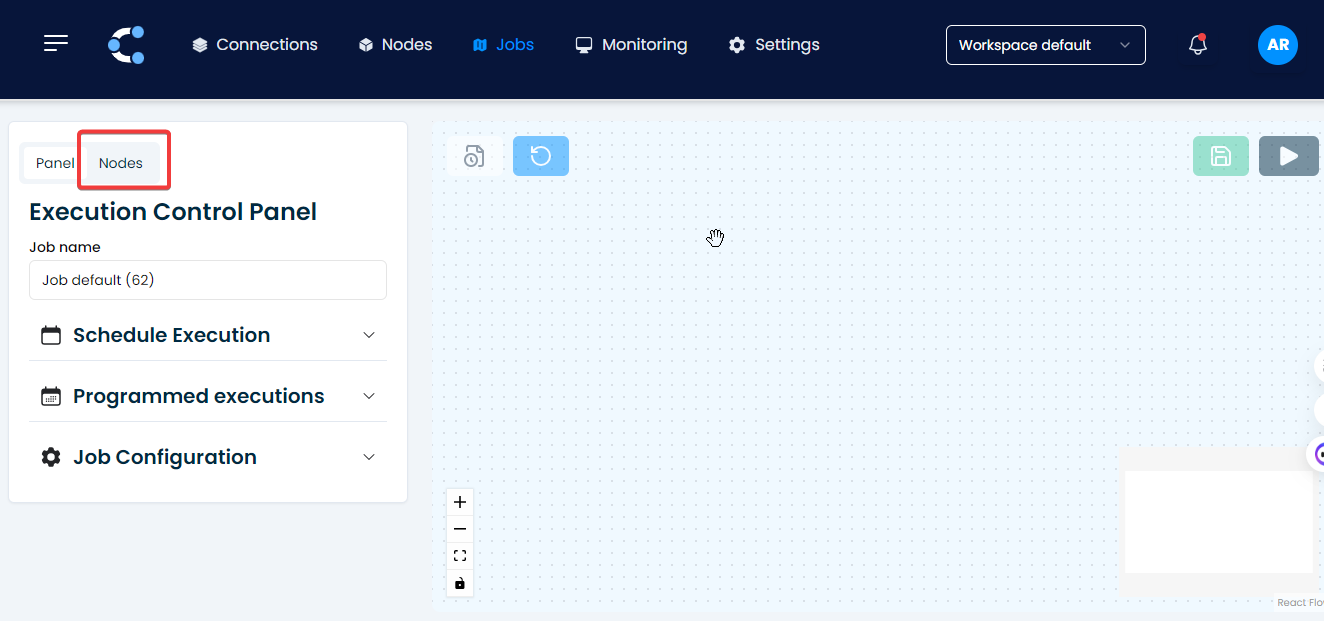 Connections
Nodes
Jobs
Monitoring
Settings
Workspace default
AR
Panel
Nodes
Execution Control Panel
Job name
Job default (62)
Schedule Execution
Programmed executions
Job Configuration
React Flo